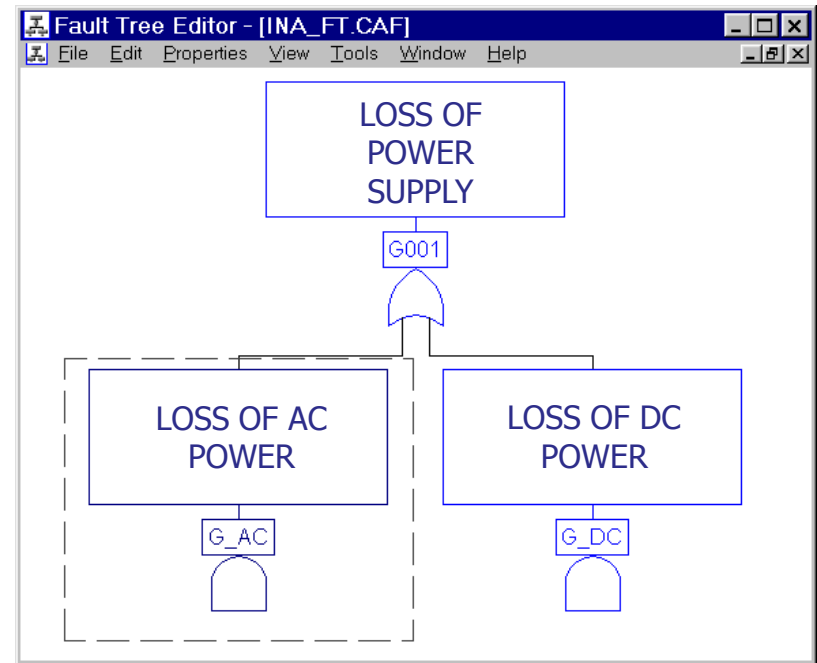 Fault Tree Editor - [INA_FT.CAF]
File Edit Properties View Tools Window Help
LOSS OF
POWER
SUPPLY
G001
LOSS OF AC
POWER
LOSS OF DC
POWER
G_AC
G_DC